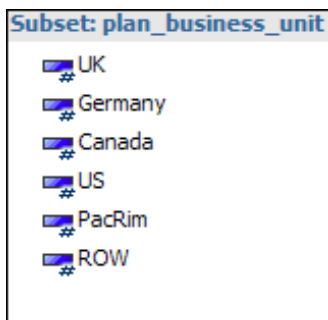 Subset: plan_business_unit
UK
Germany
Canada
US
PacRim
ROW